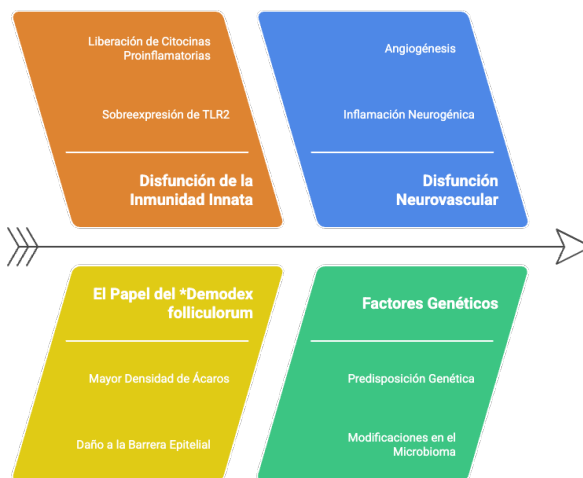 Liberación de Citocinas
Proinflamatorias
Sobreexpresión de TLR2
Disfunción de la
Inmunidad Innata
Angiogénesis
Inflamación Neurogénica
Disfunción
Neurovascular
El Papel del *Demodex
folliculorum
Mayor Densidad de Ácaros
Daño a la Barrera Epitelial
Factores Genéticos
Predisposición Genética
Modificaciones en el
Microbioma